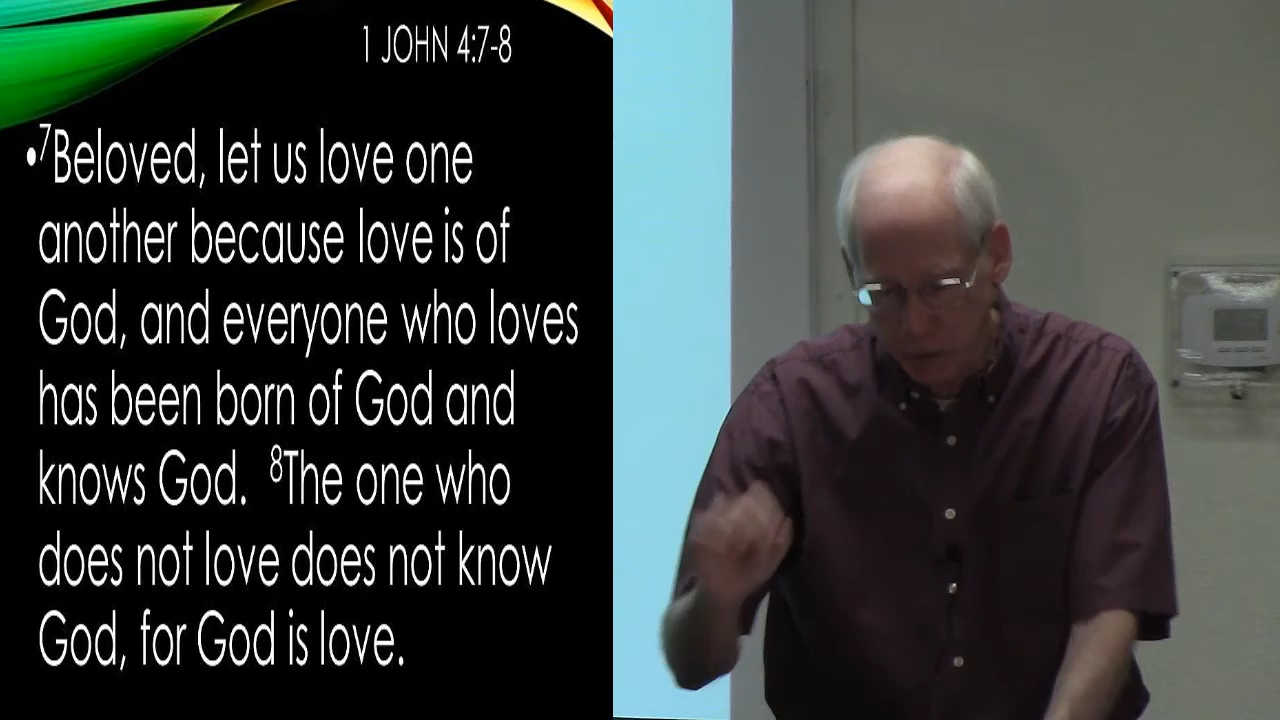 1 JOHN 4:7-8
•⁷Beloved, let us love one
another because love is of
God, and everyone who loves
has been born of God and
knows God. ⁸The one who
does not love does not know
God, for God is love.